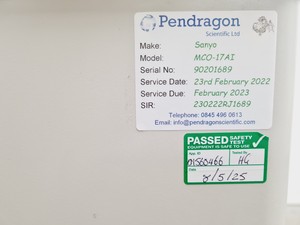 Pendragon
Scientific Ltd
Make: Sanyo
Model: MCO-17AI
Serial No: 90201689
Service Date: 23rd February 2022
Service Due: February 2023
SIR: 230222RJ1689
Telephone: 0845 496 0613
Email: info@pendragonscientific.com
PASSED SAFETY TEST
EQUIPMENT IS SAFE TO USE
HG
8/5/25